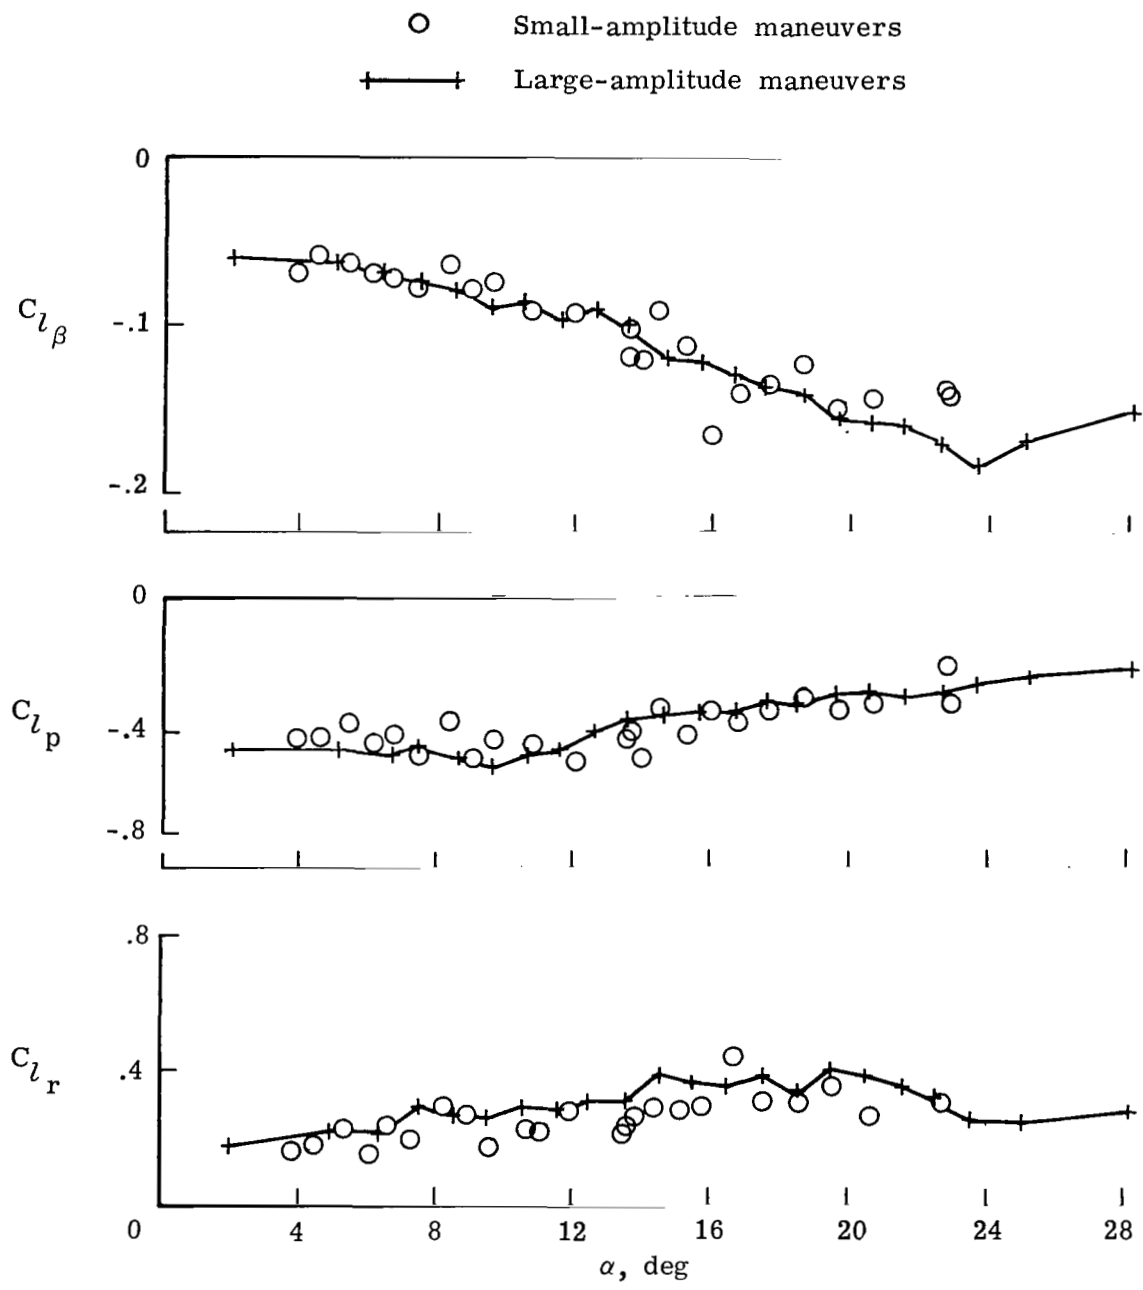 Small-amplitude maneuvers
Large-amplitude maneuvers
0
C_{l_β}
-.1
-.2
0
C_{l_p}
-.4
-.8
.8
C_{l_r}
.4
0 4 8 12 16 20 24 28
α, deg